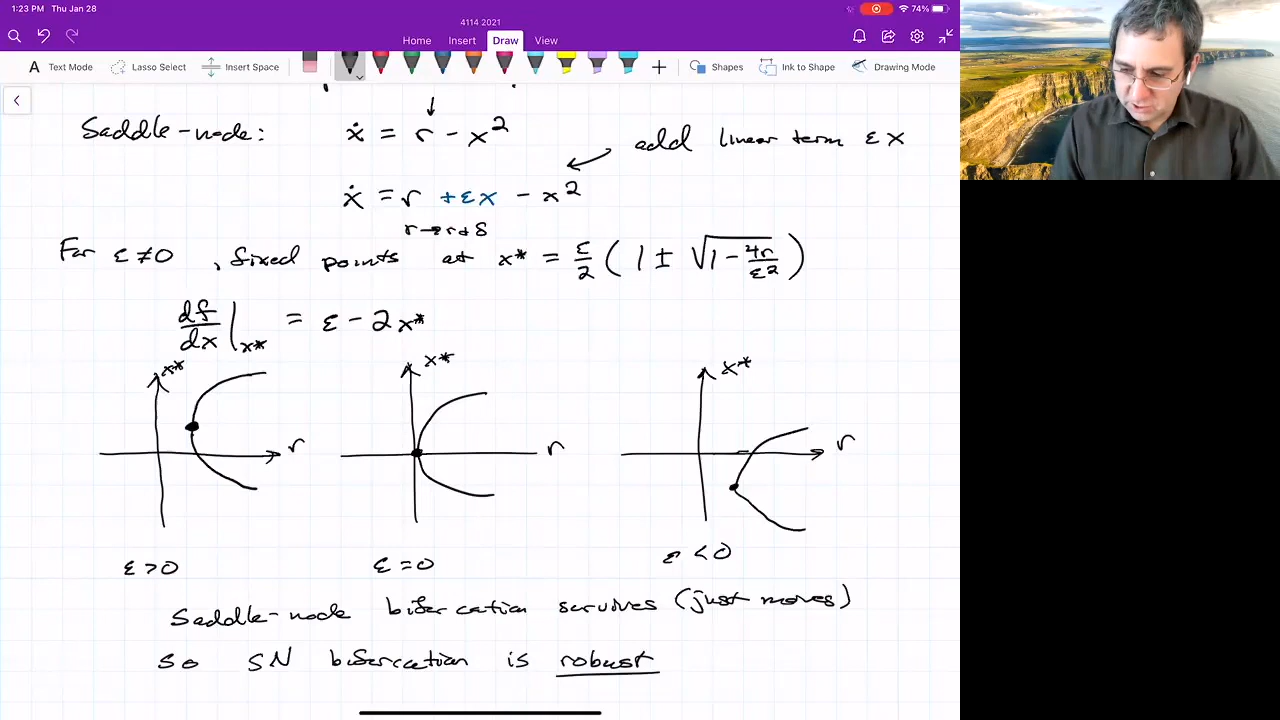 1:23 PM Thu Jan 28
74%
4114 2021
Home Insert Draw View
A Text Mode Lasso Select Insert Space Shapes Ink to Shape Drawing Mode
↓
Saddle-node: ẋ = r - x²
add linear term εx
ẋ = r +εx - x²
r→r+δ
For ε≠0, fixed points at x* = ε/2 ( 1 ± √(1 - 4r/ε²) )
df/dx|x* = ε - 2x*
x* x* x*
r r r
ε>0 ε=0 ε<0
Saddle-node bifurcation survives (just moves)
So SN bifurcation is robust